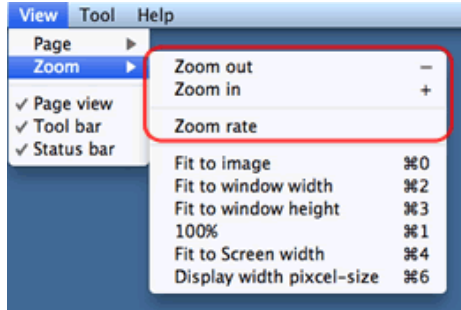 View Tool Help
Page ▶
Zoom ▶
✓ Page view
✓ Tool bar
✓ Status bar
Zoom out −
Zoom in +
Zoom rate
Fit to image ⌘0
Fit to window width ⌘2
Fit to window height ⌘3
100% ⌘1
Fit to Screen width ⌘4
Display width pixcel-size ⌘6